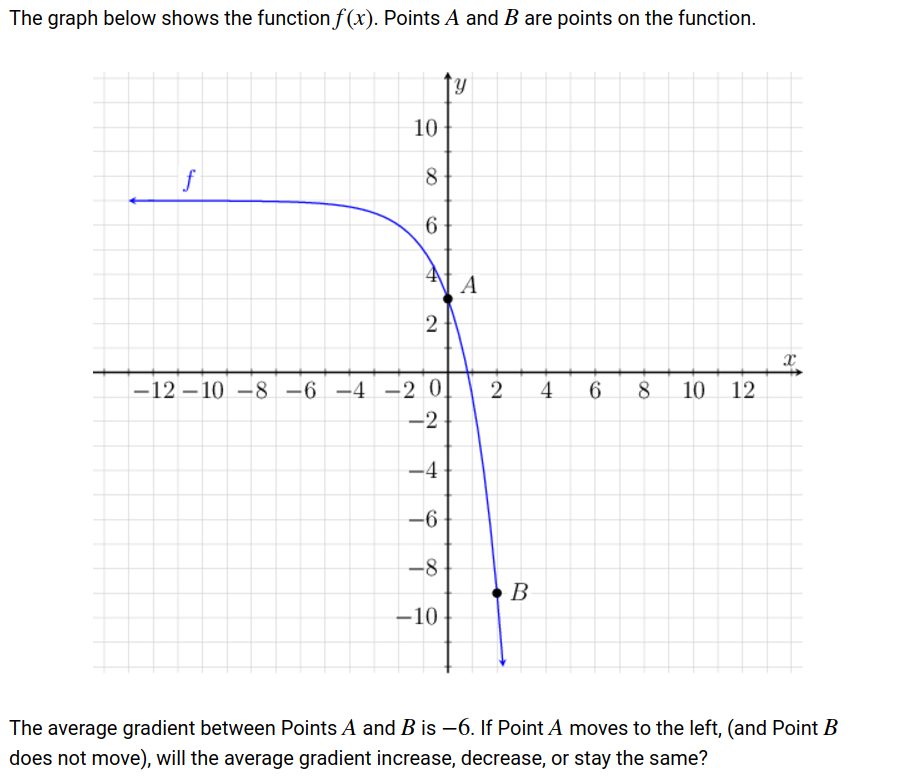 The graph below shows the function f(x). Points A and B are points on the function.
y
10
8
f
6
4
A
2
x
−12 −10 −8 −6 −4 −2 0 2 4 6 8 10 12
−2
−4
−6
−8
B
−10
The average gradient between Points A and B is −6. If Point A moves to the left, (and Point B
does not move), will the average gradient increase, decrease, or stay the same?